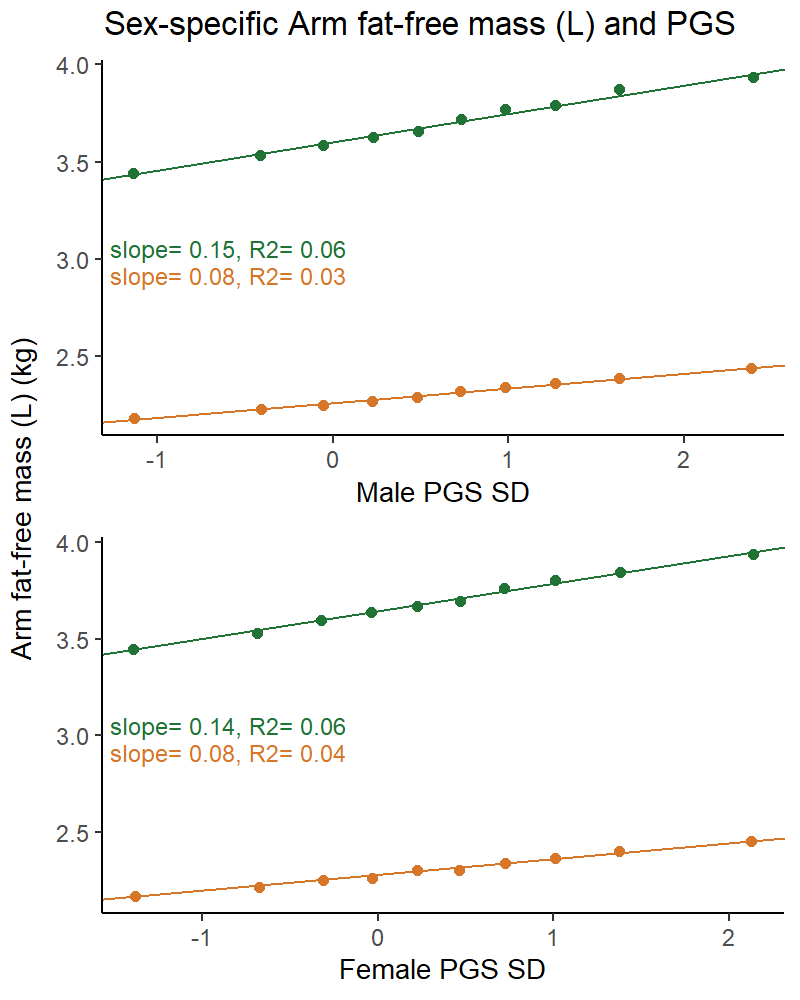 Sex-specific Arm fat-free mass (L) and PGS
Arm fat-free mass (L) (kg)
4.0
3.5
3.0
2.5
slope= 0.15, R2= 0.06
slope= 0.08, R2= 0.03
-1 0 1 2
Male PGS SD
4.0
3.5
3.0
2.5
slope= 0.14, R2= 0.06
slope= 0.08, R2= 0.04
-1 0 1 2
Female PGS SD